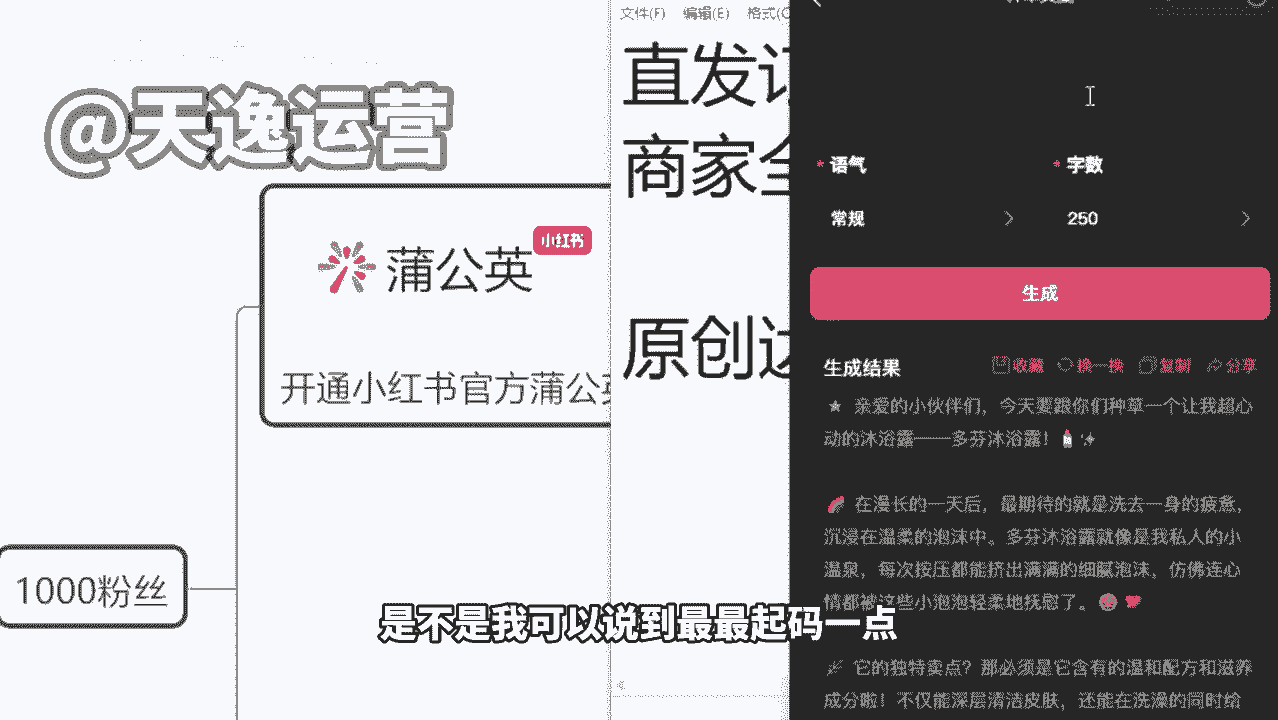 @天逸运营
小红书
蒲公英
开通小红书官方蒲公英
1000粉丝
文件(F) 编辑(E) 格式(O
直发
商家全
原创达
*语气 *字数
常规 250
生成
生成结果 收藏 换一换 复制 分享
★ 亲爱的小伙伴们，今天要跟你们种草一个让我超心
动的沐浴露——多芬沐浴露！
在漫长的一天后，最期待的就是洗去一身的疲惫，
沉浸在温柔的泡沫中。多芬沐浴露就像是我私人的小
温泉，每次按压都能挤出满满的细腻泡沫，仿佛连心
情都被这些小泡泡轻柔地抚慰了。
它的独特卖点？那必须是它含有的温和配方和滋养
成分啦！不仅能深层清洁皮肤，还能在洗澡的同时给
是不是我可以说到最最起码一点